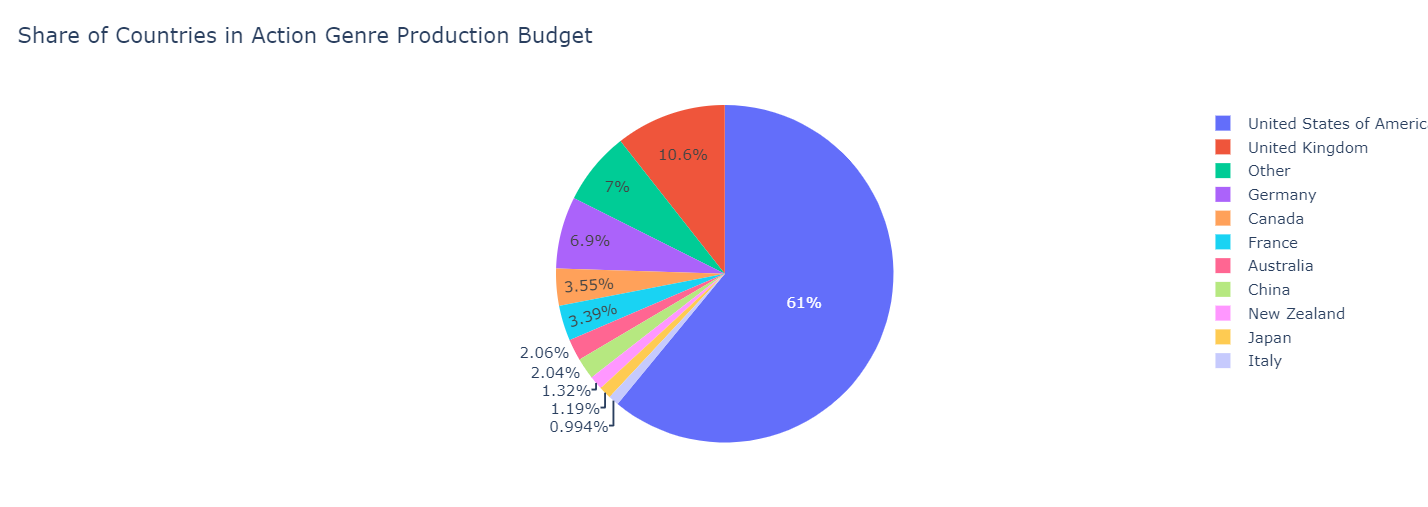 Share of Countries in Action Genre Production Budget
10.6%
7%
6.9%
3.55%
3.39%
2.06%
2.04%
1.32%
1.19%
0.994%
61%
United States of Americ
United Kingdom
Other
Germany
Canada
France
Australia
China
New Zealand
Japan
Italy